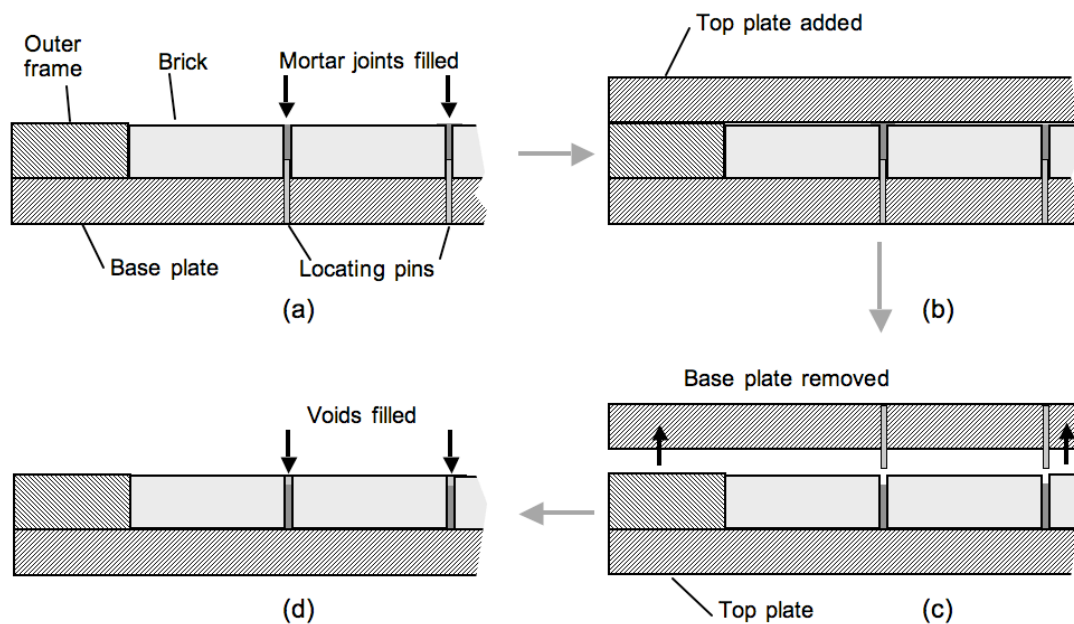 Outer
frame
Brick
Mortar joints filled
Base plate
Locating pins
(a)
Top plate added
(b)
Base plate removed
Top plate
(c)
Voids filled
(d)